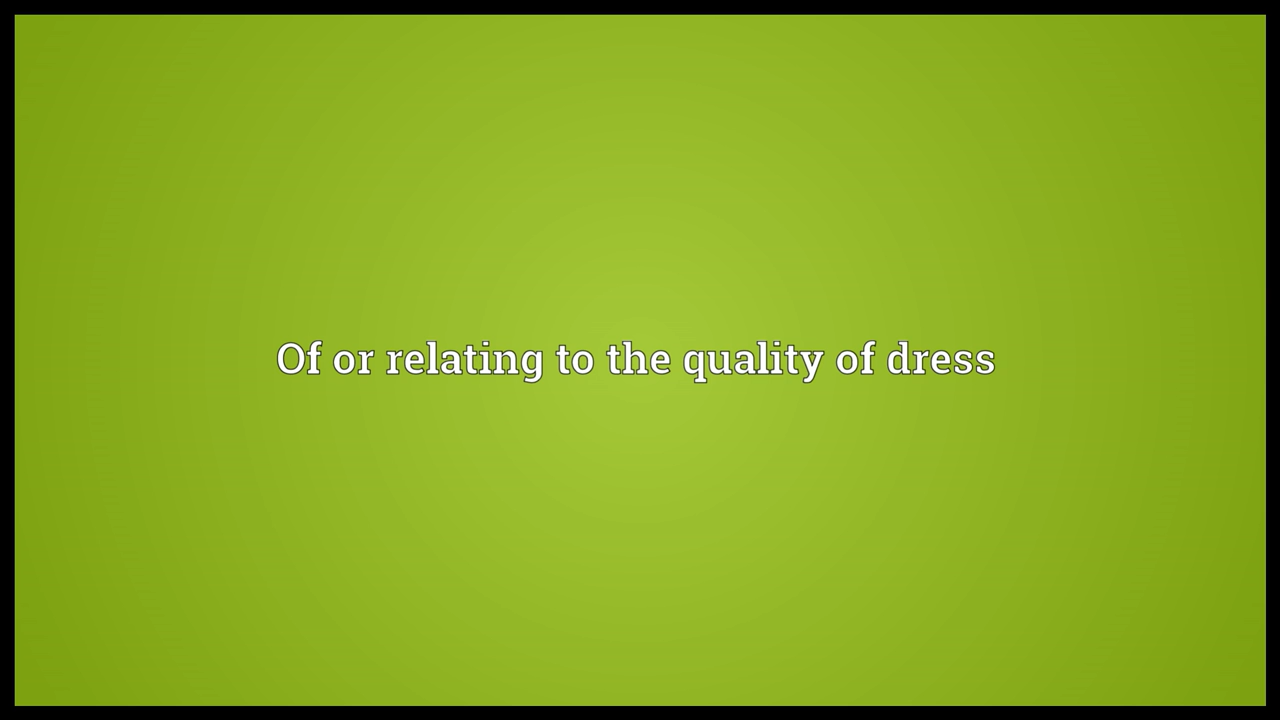 Of or relating to the quality of dress